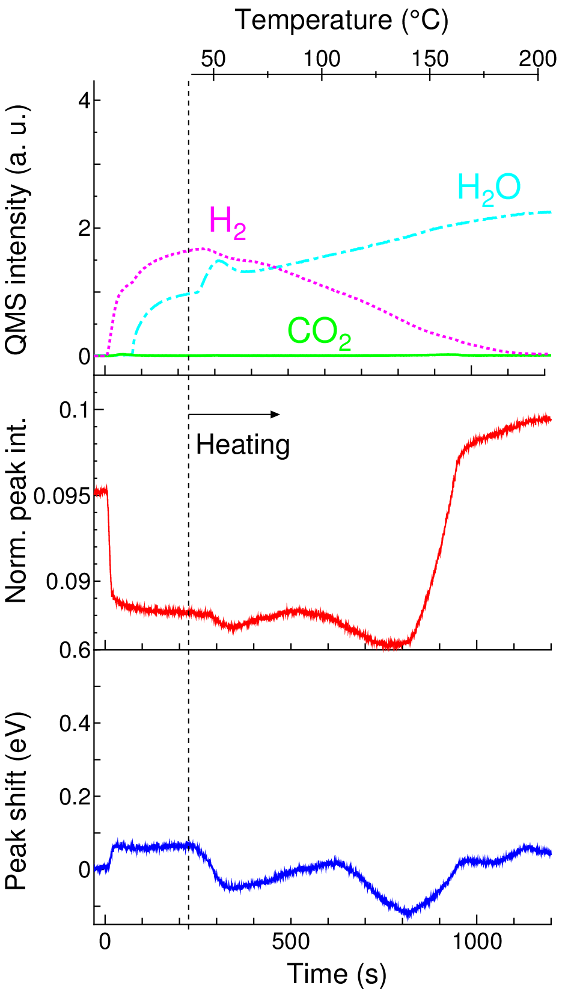 Temperature (°C)
50 100 150 200
QMS intensity (a. u.)
4
2
0
H2
H2O
CO2
Norm. peak int.
0.1
0.095
0.09
Heating
Peak shift (eV)
0.6
0.4
0.2
0
0 500 1000
Time (s)